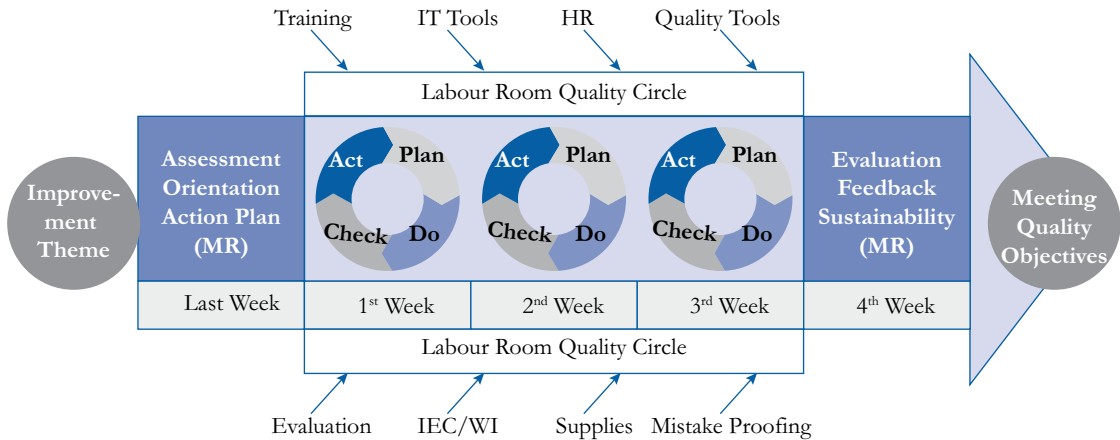 Training IT Tools HR Quality Tools
Labour Room Quality Circle
Improve-
ment
Theme
Assessment
Orientation
Action Plan
(MR)
Act Plan
Check Do
Act Plan
Check Do
Act Plan
Check Do
Evaluation
Feedback
Sustainability
(MR)
Meeting
Quality
Objectives
Last Week 1st Week 2nd Week 3rd Week 4th Week
Labour Room Quality Circle
Evaluation IEC/WI Supplies Mistake Proofing